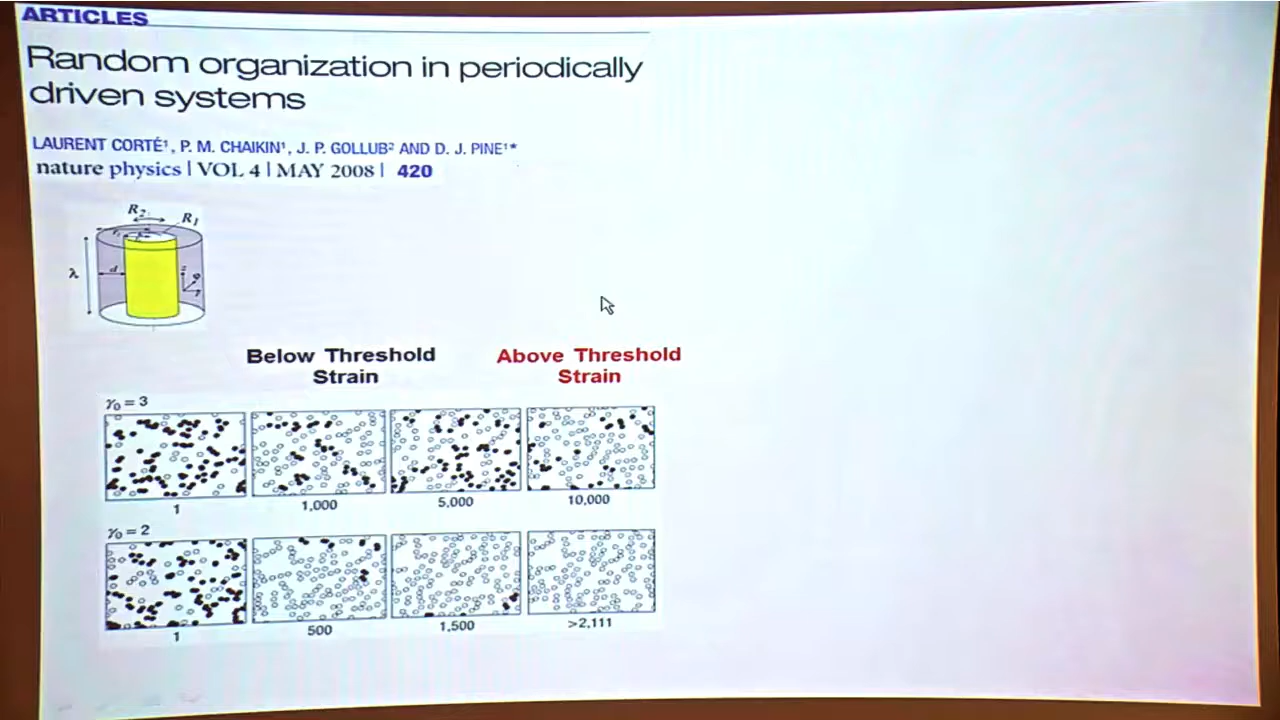 ARTICLES
Random organization in periodically
driven systems
LAURENT CORTÉ¹, P. M. CHAIKIN¹, J. P. GOLLUB² AND D. J. PINE¹*
nature physics | VOL 4 | MAY 2008 | 420
R₂
R₁
λ
d
Below Threshold
Strain
Above Threshold
Strain
γ₀ = 3
1
1,000
5,000
10,000
γ₀ = 2
1
500
1,500
>2,111